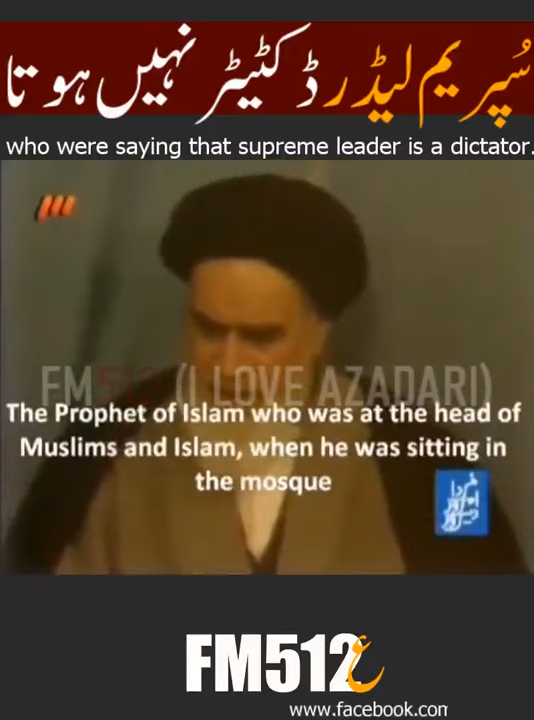 سُپریم لیڈر ڈکٹیٹر نہیں ہوتا
who were saying that supreme leader is a dictator.
FM512 (I LOVE AZADARI)
The Prophet of Islam who was at the head of
Muslims and Islam, when he was sitting in
the mosque
FM512 ع
www.facebook.com